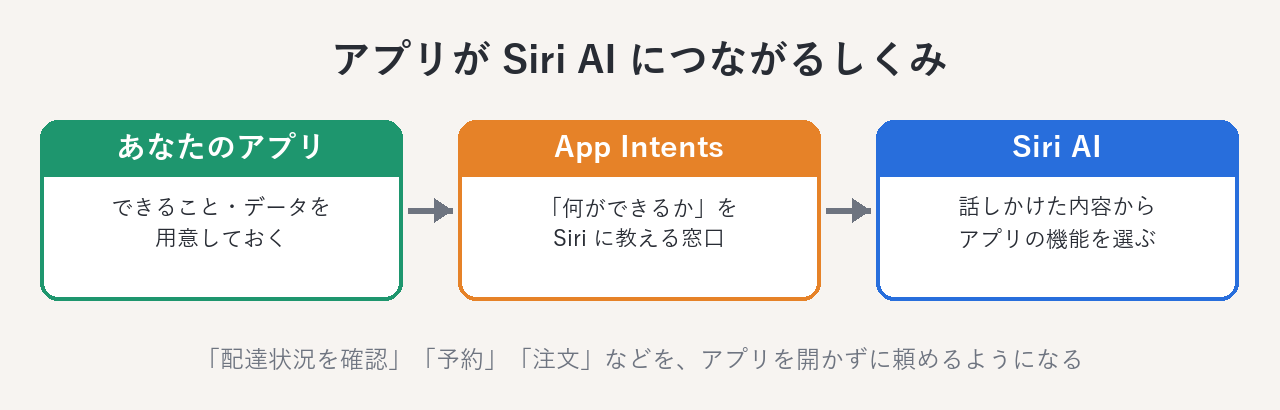 アプリが Siri AI につながるしくみ
あなたのアプリ
できること・データを
用意しておく
App Intents
「何ができるか」を
Siri に教える窓口
Siri AI
話しかけた内容から
アプリの機能を選ぶ
「配達状況を確認」「予約」「注文」などを、アプリを開かずに頼めるようになる